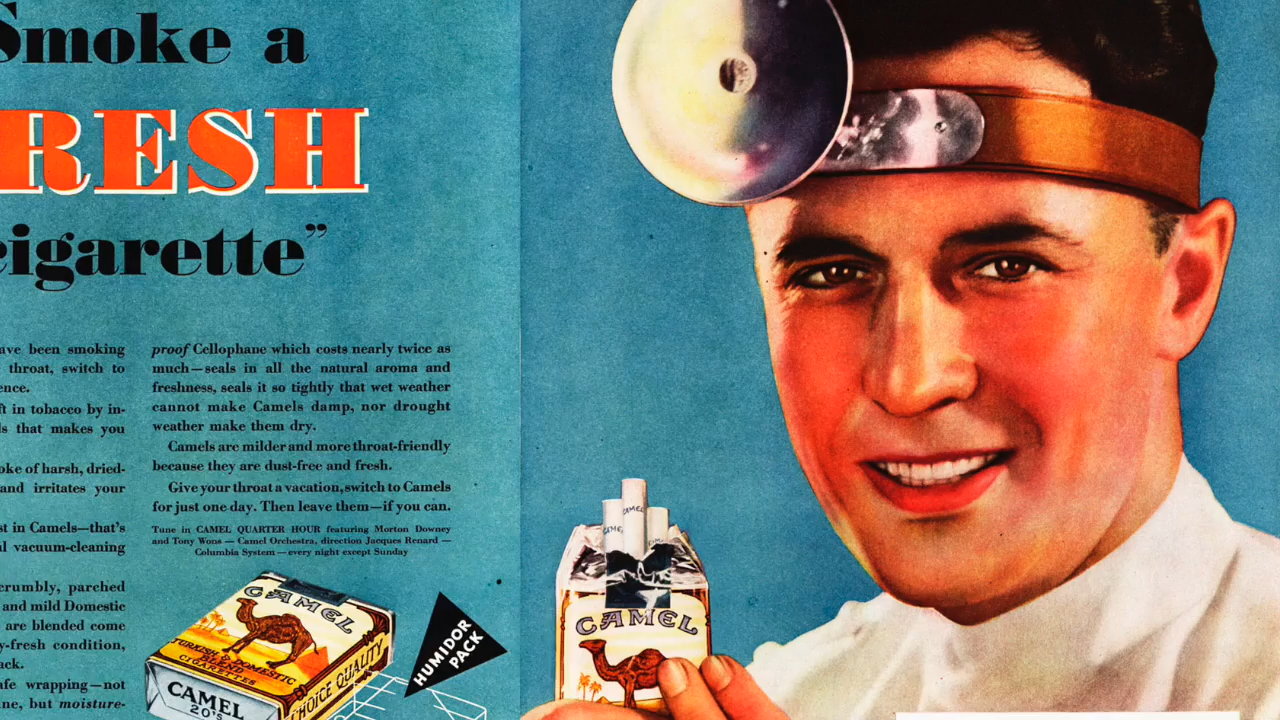 Smoke a
RESH
cigarette”
ave been smoking
throat, switch to
ence.
ft in tobacco by in-
ls that makes you
oke of harsh, dried-
and irritates your
st in Camels—that's
al vacuum-cleaning
crumbly, parched
and mild Domestic
are blended come
y-fresh condition,
ack.
afe wrapping—not
ne, but moisture-
proof Cellophane which costs nearly twice as
much—seals in all the natural aroma and
freshness, seals it so tightly that wet weather
cannot make Camels damp, nor drought
weather make them dry.
Camels are milder and more throat-friendly
because they are dust-free and fresh.
Give your throat a vacation, switch to Camels
for just one day. Then leave them—if you can.
Tune in CAMEL QUARTER HOUR featuring Morton Downey
and Tony Wons — Camel Orchestra, direction Jacques Renard —
Columbia System—every night except Sunday
CAMEL
TURKISH & DOMESTIC
BLEND
CIGARETTES
CHOICE QUALITY
CAMEL
20'S
HUMIDOR
PACK
CAMEL
CAMEL